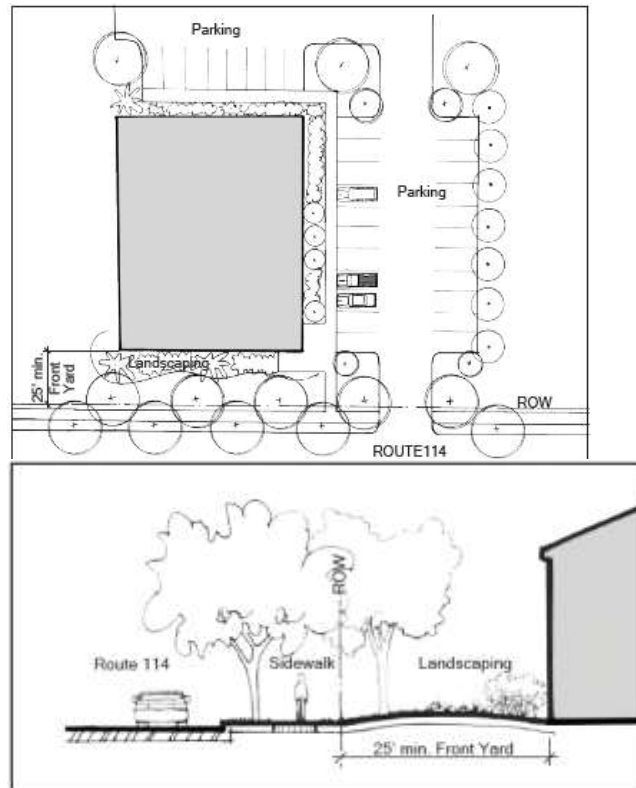 Parking
Parking
Landscaping
25' min.
Front
Yard
ROW
ROUTE114
ROW
Route 114
Sidewalk
Landscaping
25' min. Front Yard